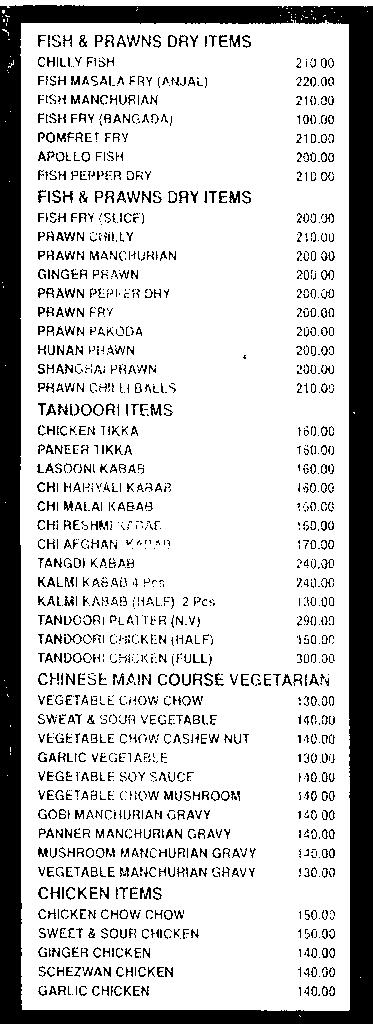 FISH & PRAWNS DRY ITEMS
CHILLY FISH 210.00
FISH MASALA FRY (ANJAL) 220.00
FISH MANCHURIAN 210.00
FISH FRY (BANGADA) 100.00
POMFRET FRY 210.00
APOLLO FISH 200.00
FISH PEPPER DRY 210.00
FISH & PRAWNS DRY ITEMS
FISH FRY (SLICE) 200.00
PRAWN CHILLY 210.00
PRAWN MANCHURIAN 200.00
GINGER PRAWN 200.00
PRAWN PEPPER DRY 200.00
PRAWN FRY 200.00
PRAWN PAKODA 200.00
HUNAN PRAWN 200.00
SHANGHAI PRAWN 200.00
PRAWN CHILLI BALLS 210.00
TANDOORI ITEMS
CHICKEN TIKKA 160.00
PANEER TIKKA 160.00
LASOONI KABAB 160.00
CHI HARIYALI KABAB 160.00
CHI MALAI KABAB 160.00
CHI RESHMI KABAB 160.00
CHI AFGHANI KABAB 170.00
TANGDI KABAB 240.00
KALMI KABAB 4 Pcs 240.00
KALMI KABAB (HALF) 2 Pcs 130.00
TANDOORI PLATTER (N.V) 290.00
TANDOORI CHICKEN (HALF) 150.00
TANDOORI CHICKEN (FULL) 300.00
CHINESE MAIN COURSE VEGETARIAN
VEGETABLE CHOW CHOW 130.00
SWEAT & SOUR VEGETABLE 140.00
VEGETABLE CHOW CASHEW NUT 140.00
GARLIC VEGETABLE 130.00
VEGETABLE SOY SAUCE 140.00
VEGETABLE CHOW MUSHROOM 140.00
GOBI MANCHURIAN GRAVY 140.00
PANNER MANCHURIAN GRAVY 140.00
MUSHROOM MANCHURIAN GRAVY 140.00
VEGETABLE MANCHURIAN GRAVY 130.00
CHICKEN ITEMS
CHICKEN CHOW CHOW 150.00
SWEET & SOUR CHICKEN 150.00
GINGER CHICKEN 140.00
SCHEZWAN CHICKEN 140.00
GARLIC CHICKEN 140.00